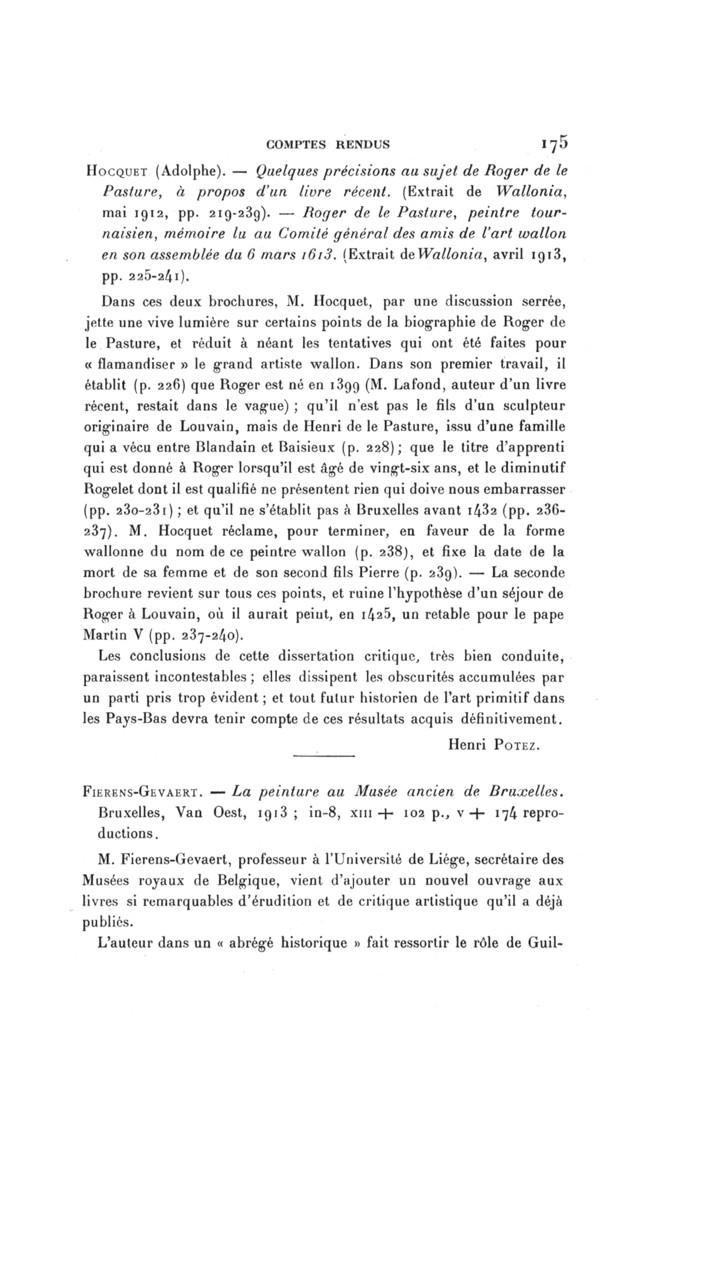 COMPTES RENDUS 175
HOCQUET (Adolphe). — Quelques précisions au sujet de Roger de le
Pasture, à propos d'un livre récent. (Extrait de Wallonia,
mai 1912, pp. 219-239). — Roger de le Pasture, peintre tour-
naisien, mémoire lu au Comité général des amis de l'art wallon
en son assemblée du 6 mars 1613. (Extrait de Wallonia, avril 1913,
pp. 225-241).
Dans ces deux brochures, M. Hocquet, par une discussion serrée,
jette une vive lumière sur certains points de la biographie de Roger de
le Pasture, et réduit à néant les tentatives qui ont été faites pour
« flamandiser » le grand artiste wallon. Dans son premier travail, il
établit (p. 226) que Roger est né en 1399 (M. Lafond, auteur d'un livre
récent, restait dans le vague) ; qu'il n'est pas le fils d'un sculpteur
originaire de Louvain, mais de Henri de le Pasture, issu d'une famille
qui a vécu entre Blandain et Baisieux (p. 228) ; que le titre d'apprenti
qui est donné à Roger lorsqu'il est âgé de vingt-six ans, et le diminutif
Rogelet dont il est qualifié ne présentent rien qui doive nous embarrasser
(pp. 230-231) ; et qu'il ne s'établit pas à Bruxelles avant 1432 (pp. 236-
237). M. Hocquet réclame, pour terminer, en faveur de la forme
wallonne du nom de ce peintre wallon (p. 238), et fixe la date de la
mort de sa femme et de son second fils Pierre (p. 239). — La seconde
brochure revient sur tous ces points, et ruine l'hypothèse d'un séjour de
Roger à Louvain, où il aurait peint, en 1425, un retable pour le pape
Martin V (pp. 237-240).
Les conclusions de cette dissertation critique, très bien conduite,
paraissent incontestables ; elles dissipent les obscurités accumulées par
un parti pris trop évident ; et tout futur historien de l'art primitif dans
les Pays-Bas devra tenir compte de ces résultats acquis définitivement.
Henri POTEZ.
FIERENS-GEVAERT. — La peinture au Musée ancien de Bruxelles.
Bruxelles, Van Oest, 1913 ; in-8, XIII + 102 p., V + 174 repro-
ductions.
M. Fierens-Gevaert, professeur à l'Université de Liége, secrétaire des
Musées royaux de Belgique, vient d'ajouter un nouvel ouvrage aux
livres si remarquables d'érudition et de critique artistique qu'il a déjà
publiés.
L'auteur dans un « abrégé historique » fait ressortir le rôle de Guil-